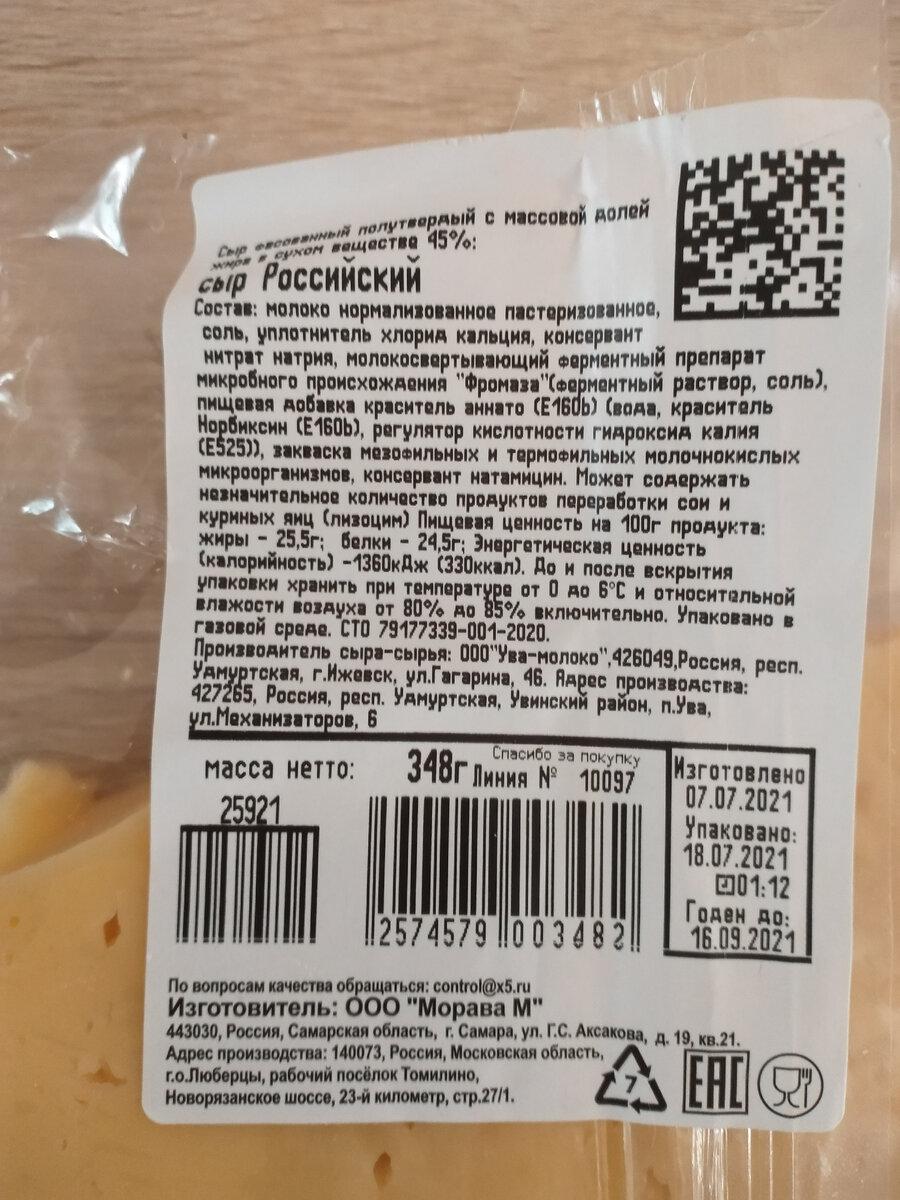 Сыр фасованный полутвердый с массовой долей
жира в сухом веществе 45%:
сыр Российский
Состав: молоко нормализованное пастеризованное,
соль, уплотнитель хлорид кальция, консервант
нитрат натрия, молокосвертывающий ферментный препарат
микробного происхождения "Фромаза"(ферментный раствор, соль),
пищевая добавка краситель аннато (Е160b) (вода, краситель
Норбиксин (Е160b), регулятор кислотности гидроксид калия
(Е525)), закваска мезофильных и термофильных молочнокислых
микроорганизмов, консервант натамицин. Может содержать
незначительное количество продуктов переработки сои и
куриных яиц (лизоцим) Пищевая ценность на 100г продукта:
жиры - 25,5г; белки - 24,5г; Энергетическая ценность
(калорийность) -1360кДж (330ккал). До и после вскрытия
упаковки хранить при температуре от 0 до 6°С и относительной
влажности воздуха от 80% до 85% включительно. Упаковано в
газовой среде. СТО 79177339-001-2020.
Производитель сыра-сырья: ООО"Ува-молоко",426049,Россия, респ.
Удмуртская, г.Ижевск, ул.Гагарина, 46. Адрес производства:
427265, Россия, респ. Удмуртская, Увинский район, п.Ува,
ул.Механизаторов, 6
масса нетто: 348г
Спасибо за покупку
Линия № 10097
25921
2574579 003482
Изготовлено
07.07.2021
Упаковано:
18.07.2021
01:12
Годен до:
16.09.2021
По вопросам качества обращаться: control@x5.ru
Изготовитель: ООО "Морава М"
443030, Россия, Самарская область, г. Самара, ул. Г.С. Аксакова, д. 19, кв.21.
Адрес производства: 140073, Россия, Московская область,
г.о.Люберцы, рабочий посёлок Томилино,
Новорязанское шоссе, 23-й километр, стр.27/1.
7
ЕАС